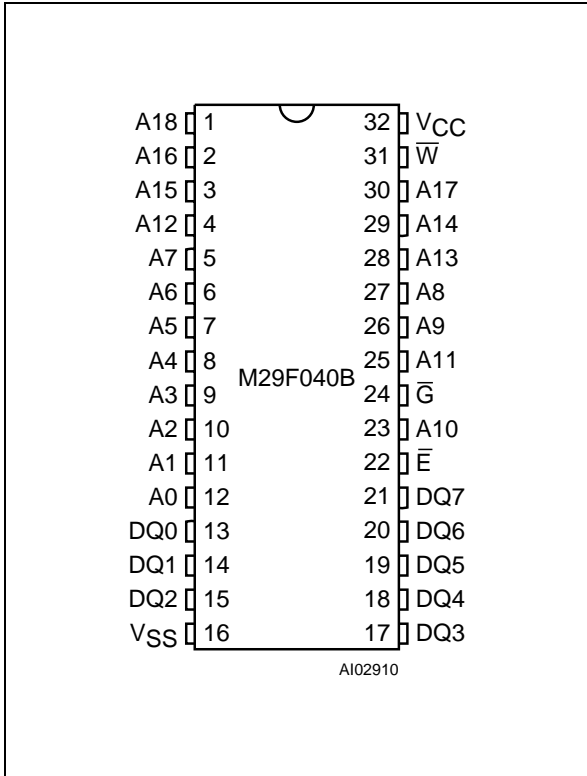 A18 1 32 VCC
A16 2 31 W̅
A15 3 30 A17
A12 4 29 A14
A7 5 28 A13
A6 6 27 A8
A5 7 26 A9
A4 8 25 A11
M29F040B
A3 9 24 G̅
A2 10 23 A10
A1 11 22 E̅
A0 12 21 DQ7
DQ0 13 20 DQ6
DQ1 14 19 DQ5
DQ2 15 18 DQ4
VSS 16 17 DQ3
AI02910